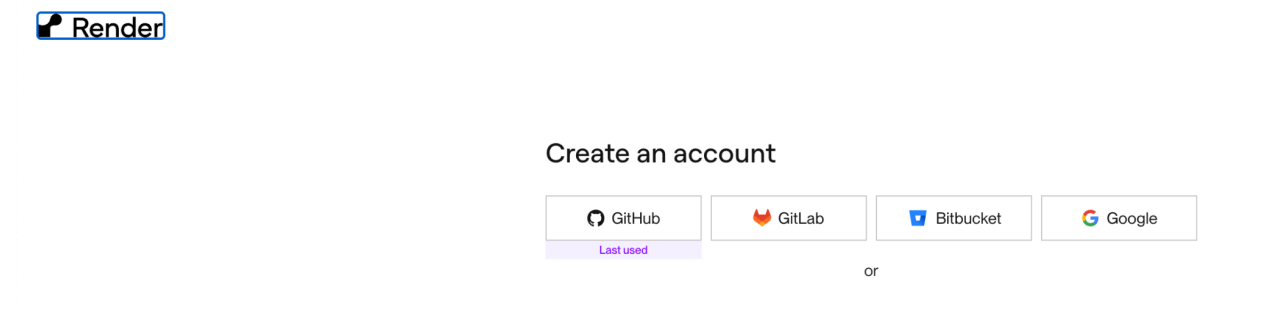 Render
Create an account
GitHub GitLab Bitbucket Google
Last used
or